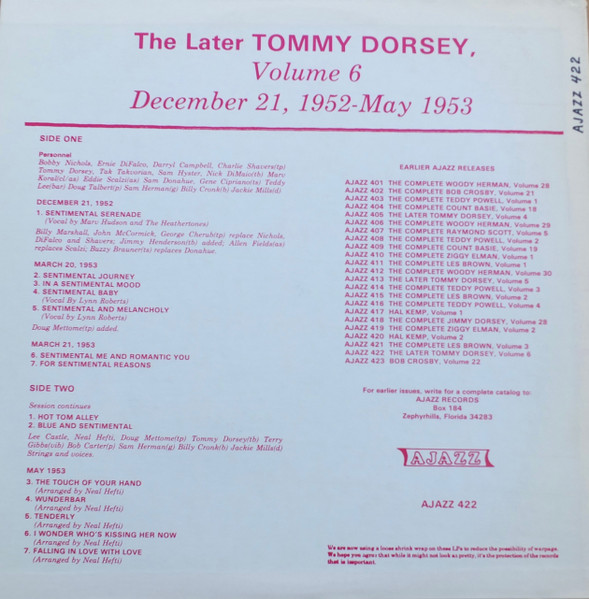 The Later TOMMY DORSEY,
Volume 6
December 21, 1952-May 1953
AJAZZ 422
SIDE ONE
Personnel
Bobby Nichols, Ernie DiFalco, Darryl Campbell, Charlie Shavers(tp)
Tommy Dorsey, Tak Takvorian, Sam Hyster, Nick DiMaio(tb) Marc
Koral(cl/as) Eddie Scalzi(as) Sam Donahue, Gene Cipriano(ts) Teddy
Lee(bar) Doug Talbert(p) Sam Herman(g) Billy Cronk(b) Jackie Mills(d)
DECEMBER 21, 1952
1. SENTIMENTAL SERENADE
(Vocal by Marc Hudson and The Heathertones)
Billy Marshall, John McCormick, George Cherub(tp) replace Nichols,
DiFalco and Shavers; Jimmy Henderson(tb) added; Allen Fields(as)
replaces Scalzi; Buzzy Brauner(ts) replaces Donahue.
MARCH 20, 1953
2. SENTIMENTAL JOURNEY
3. IN A SENTIMENTAL MOOD
4. SENTIMENTAL BABY
(Vocal By Lynn Roberts)
5. SENTIMENTAL AND MELANCHOLY
(Vocal by Lynn Roberts)
Doug Mettome(tp) added.
MARCH 21, 1953
6. SENTIMENTAL ME AND ROMANTIC YOU
7. FOR SENTIMENTAL REASONS
SIDE TWO
Session continues
1. HOT TOM ALLEY
2. BLUE AND SENTIMENTAL
Lee Castle, Neal Hefti, Doug Mettome(tp) Tommy Dorsey(tb) Terry
Gibbs(vib) Bob Carter(p) Sam Herman(g) Billy Cronk(b) Jackie Mills(d)
Strings and voices.
MAY 1953
3. THE TOUCH OF YOUR HAND
(Arranged by Neal Hefti)
4. WUNDERBAR
(Arranged by Neal Hefti)
5. TENDERLY
(Arranged by Neal Hefti)
6. I WONDER WHO'S KISSING HER NOW
(Arranged by Neal Hefti)
7. FALLING IN LOVE WITH LOVE
(Arranged by Neal Hefti)
EARLIER AJAZZ RELEASES
AJAZZ 401 THE COMPLETE WOODY HERMAN, Volume 28
AJAZZ 402 THE COMPLETE BOB CROSBY, Volume 21
AJAZZ 403 THE COMPLETE TEDDY POWELL, Volume 1
AJAZZ 404 THE COMPLETE COUNT BASIE, Volume 18
AJAZZ 405 THE LATER TOMMY DORSEY, Volume 4
AJAZZ 406 THE COMPLETE WOODY HERMAN, Volume 29
AJAZZ 407 THE COMPLETE RAYMOND SCOTT, Volume 5
AJAZZ 408 THE COMPLETE TEDDY POWELL, Volume 2
AJAZZ 409 THE COMPLETE COUNT BASIE, Volume 19
AJAZZ 410 THE COMPLETE ZIGGY ELMAN, Volume 1
AJAZZ 411 THE COMPLETE LES BROWN, Volume 1
AJAZZ 412 THE COMPLETE WOODY HERMAN, Volume 30
AJAZZ 413 THE LATER TOMMY DORSEY, Volume 5
AJAZZ 414 THE COMPLETE TEDDY POWELL, Volume 3
AJAZZ 415 THE COMPLETE LES BROWN, Volume 2
AJAZZ 416 THE COMPLETE TEDDY POWELL, Volume 4
AJAZZ 417 HAL KEMP, Volume 1
AJAZZ 418 THE COMPLETE JIMMY DORSEY, Volume 28
AJAZZ 419 THE COMPLETE ZIGGY ELMAN, Volume 2
AJAZZ 420 HAL KEMP, Volume 2
AJAZZ 421 THE COMPLETE LES BROWN, Volume 3
AJAZZ 422 THE LATER TOMMY DORSEY, Volume 6
AJAZZ 423 BOB CROSBY, Volume 22
For earlier issues, write for a complete catalog to:
AJAZZ RECORDS
Box 184
Zephyrhills, Florida 34283
AJAZZ
AJAZZ 422
We are now using a loose shrink wrap on these LP's to reduce the possibility of warpage.
We hope you agree that while it might not look as pretty, it's the protection of the records
that is important.